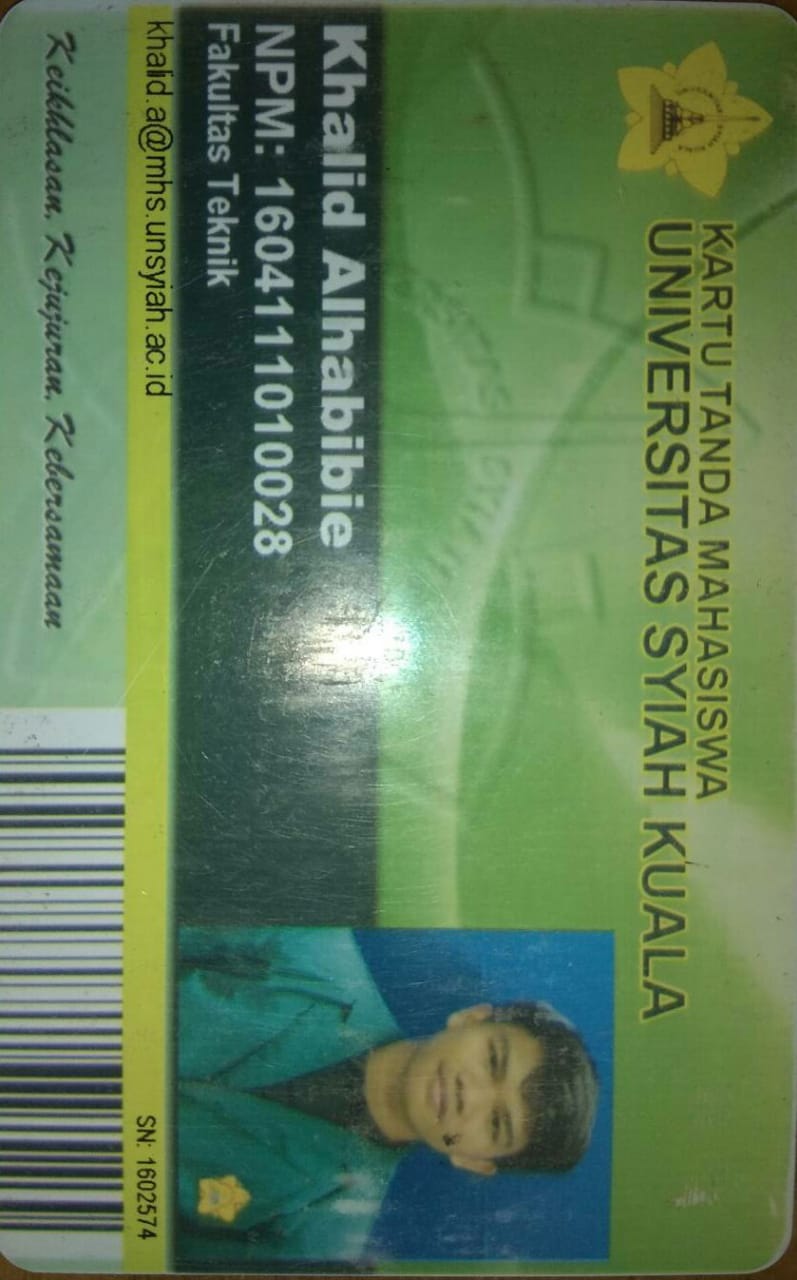 KARTU TANDA MAHASISWA
UNIVERSITAS SYIAH KUALA
Khalid Alhabibie
NPM: 1604111010028
Fakultas Teknik
khalid.a@mhs.unsyiah.ac.id
SN: 1602574
Keikhlasan, Kejujuran, Kebersamaan